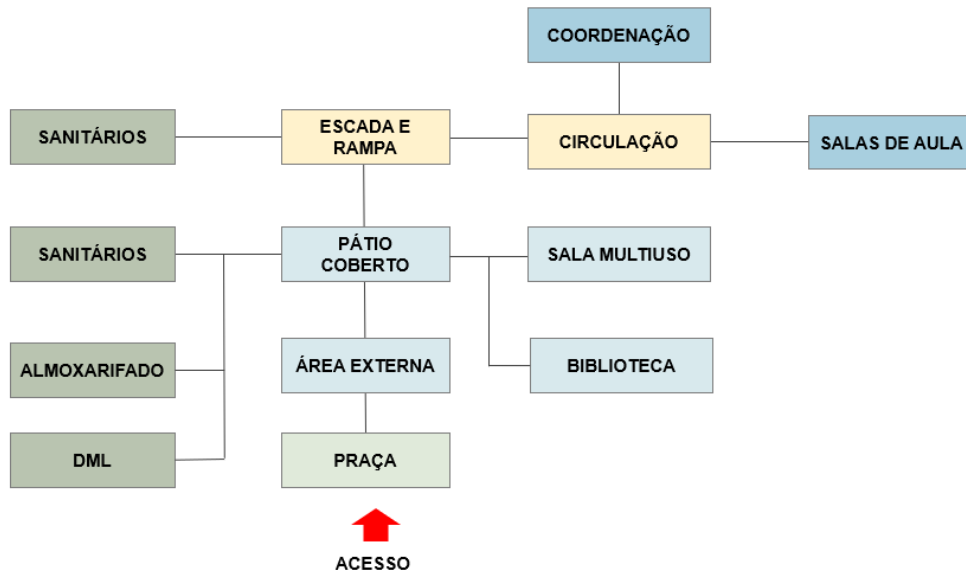 COORDENAÇÃO
SANITÁRIOS
ESCADA E
RAMPA
CIRCULAÇÃO
SALAS DE AULA
SANITÁRIOS
PÁTIO
COBERTO
SALA MULTIUSO
ALMOXARIFADO
ÁREA EXTERNA
BIBLIOTECA
DML
PRAÇA
ACESSO